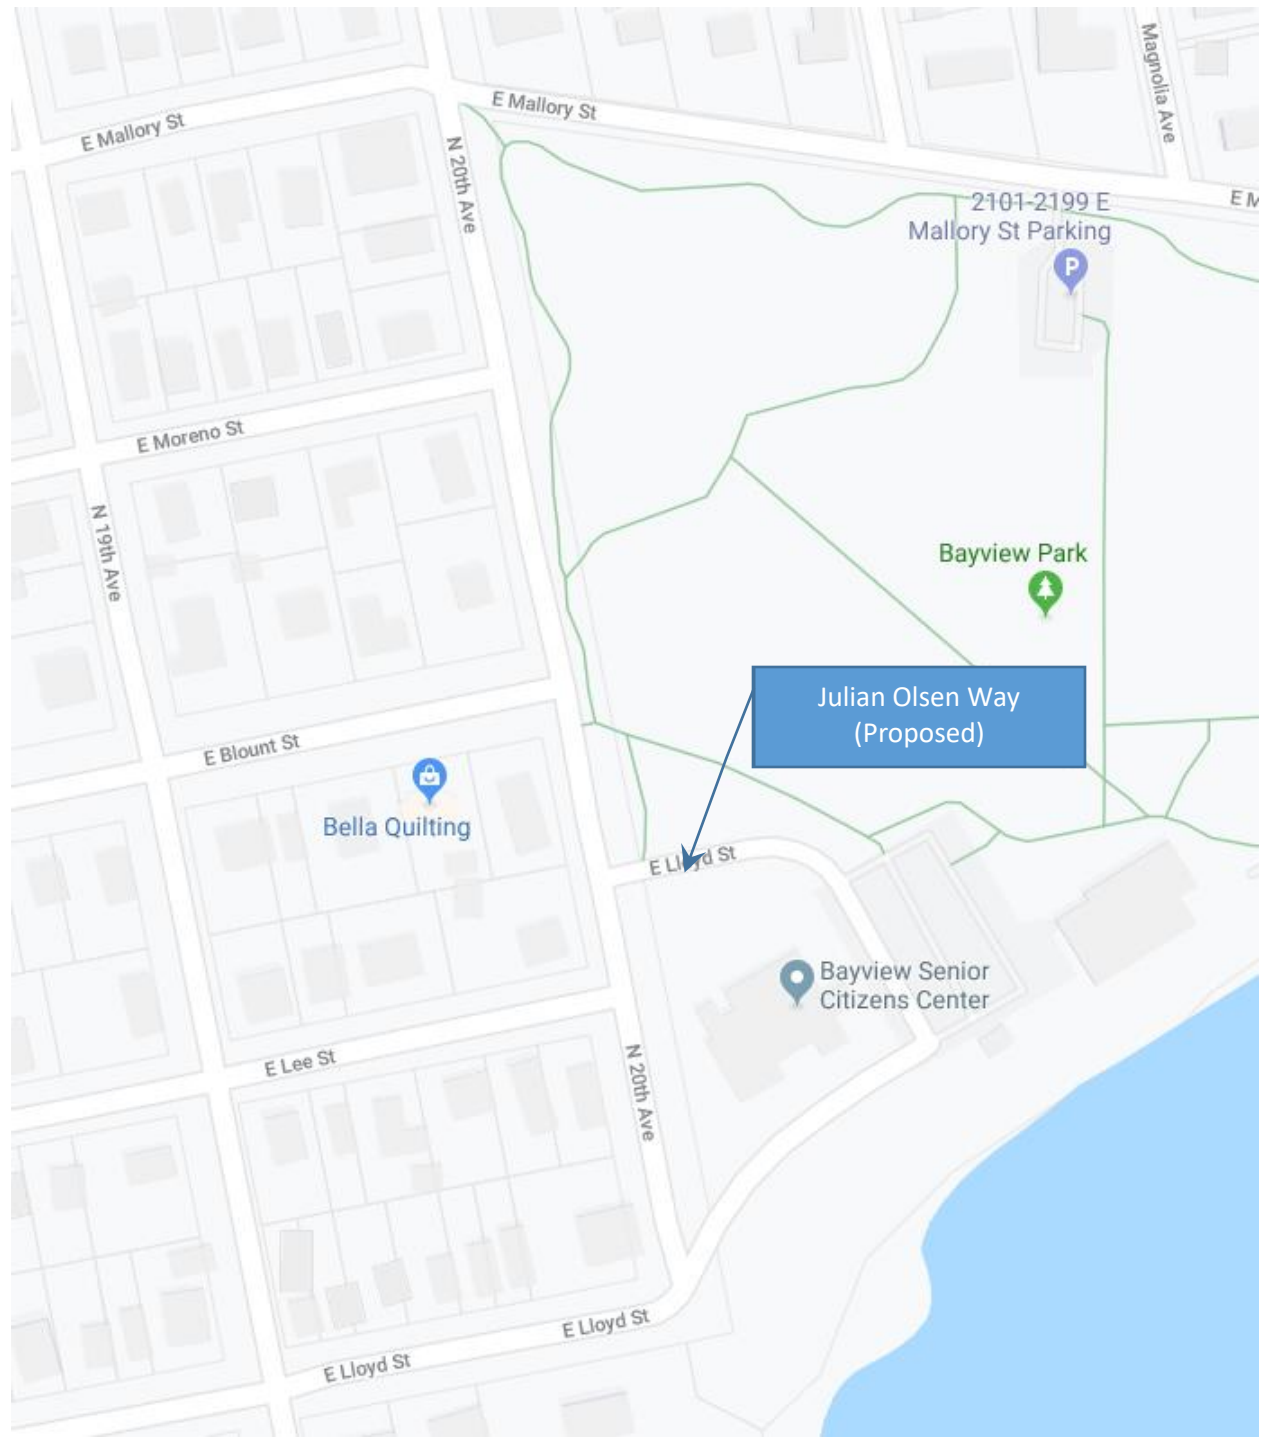 Magnolia Ave
E Mallory St
E Mallory St
N 20th Ave
E M
2101-2199 E
Mallory St Parking
P
E Moreno St
N 19th Ave
Bayview Park
Julian Olsen Way
(Proposed)
E Blount St
Bella Quilting
E Lloyd St
Bayview Senior
Citizens Center
E Lee St
N 20th Ave
E Lloyd St
E Lloyd St